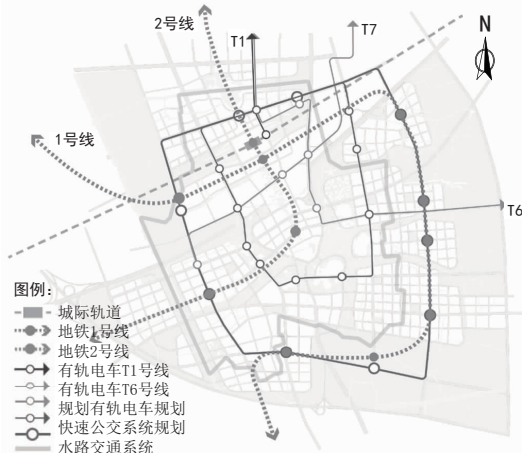 2号线
T1
T7
N
1号线
T6
图例：
城际轨道
地铁1号线
地铁2号线
有轨电车T1号线
有轨电车T6号线
规划有轨电车规划
快速公交系统规划
水路交通系统